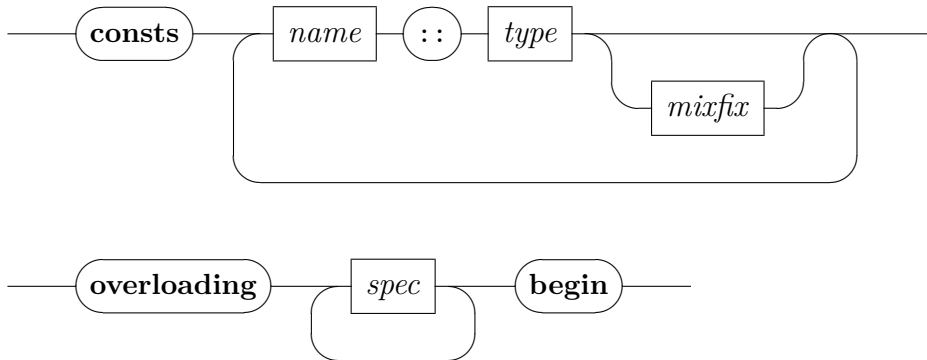 consts name :: type
mixfix
overloading spec begin